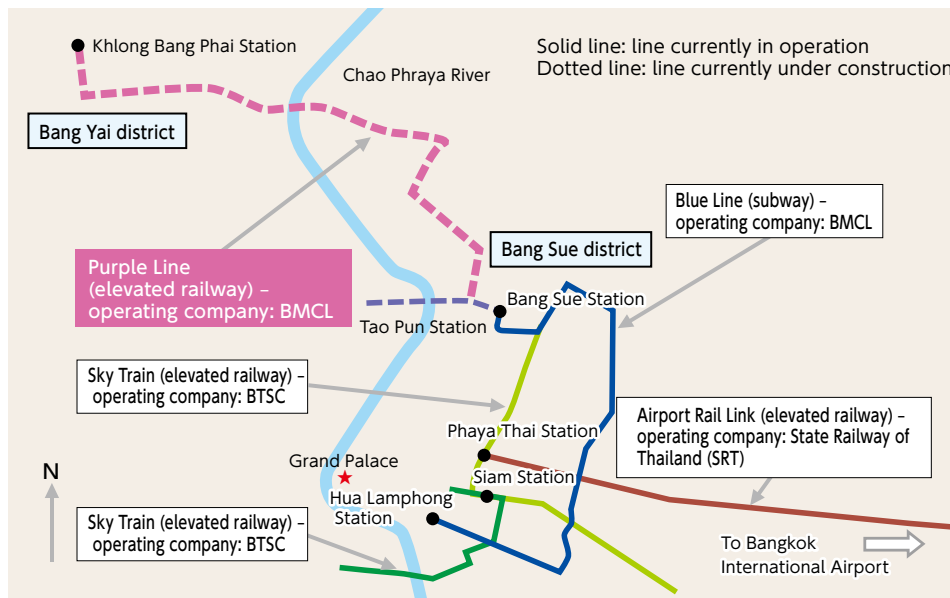 Khlong Bang Phai Station
Solid line: line currently in operation
Dotted line: line currently under construction
Chao Phraya River
Bang Yai district
Blue Line (subway) –
operating company: BMCL
Bang Sue district
Purple Line
(elevated railway) –
operating company: BMCL
Bang Sue Station
Tao Pun Station
Sky Train (elevated railway) –
operating company: BTSC
Airport Rail Link (elevated railway) –
operating company: State Railway of
Thailand (SRT)
Phaya Thai Station
Grand Palace
Siam Station
N
Hua Lamphong
Station
Sky Train (elevated railway) –
operating company: BTSC
To Bangkok
International Airport